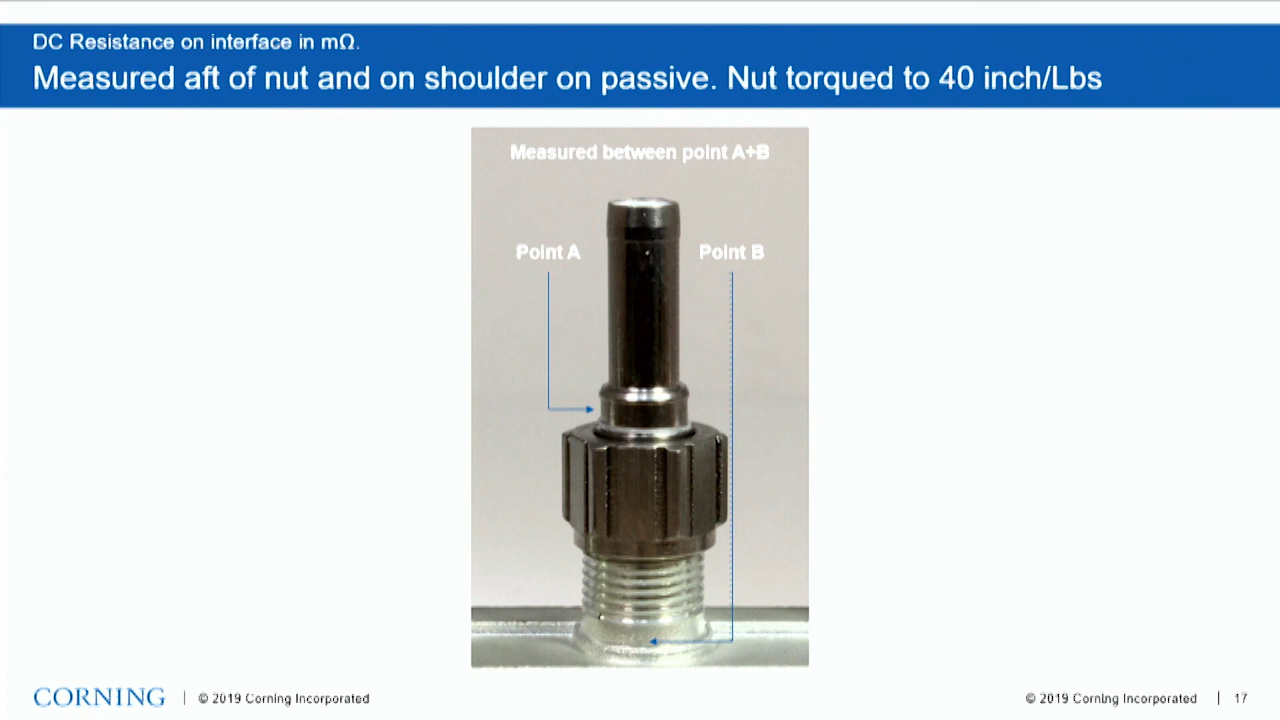 DC Resistance on interface in mΩ.
Measured aft of nut and on shoulder on passive. Nut torqued to 40 inch/Lbs
Measured between point A+B
Point A
Point B
CORNING | © 2019 Corning Incorporated
© 2019 Corning Incorporated | 17